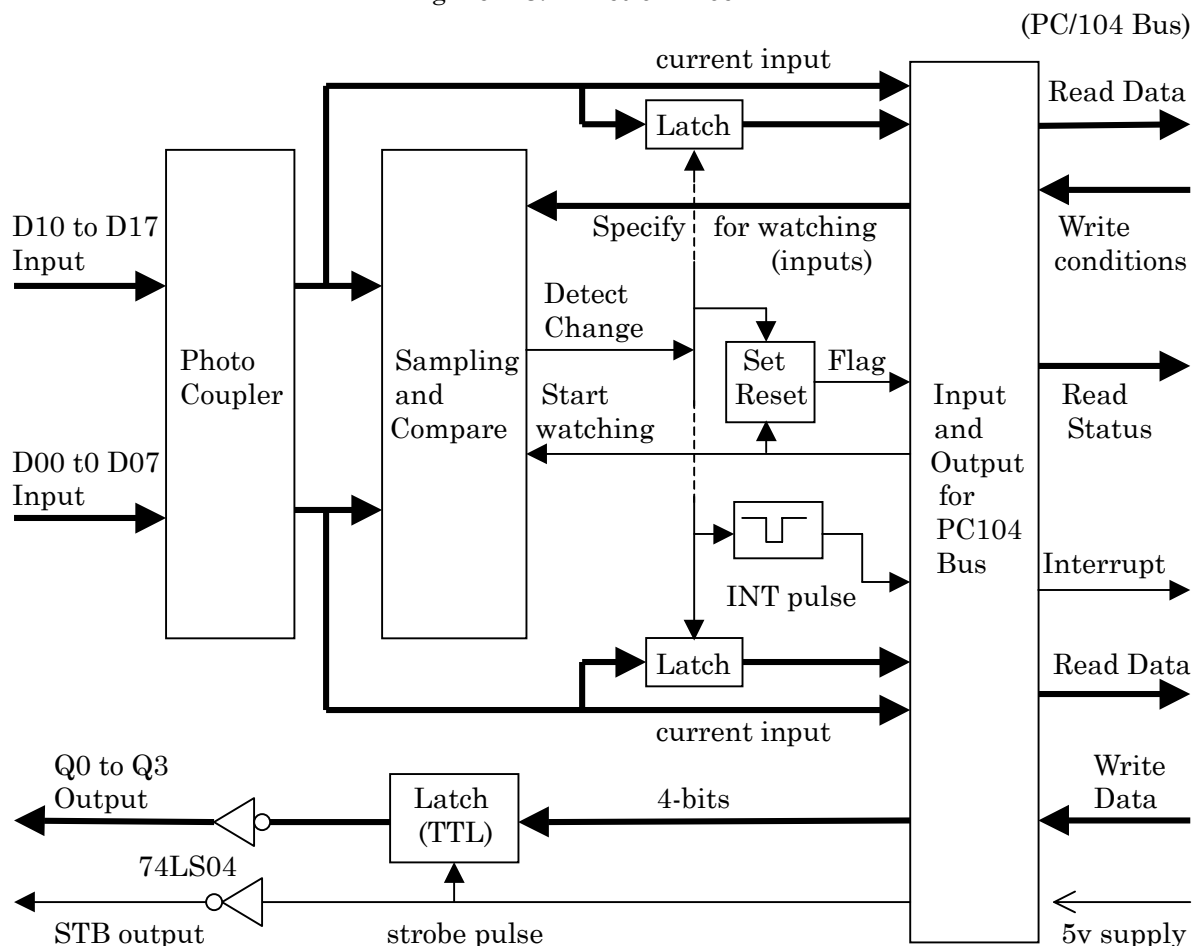 (PC/104 Bus)
current input
Read Data
Latch
D10 to D17
Input
Specify for watching
(inputs)
Write
conditions
Detect
Change
Photo
Coupler
Sampling
and
Compare
Set
Reset
Flag
Start
watching
Input
and
Output
for
PC104
Bus
Read
Status
D00 t0 D07
Input
INT pulse
Interrupt
Latch
Read Data
current input
Q0 to Q3
Output
Latch
(TTL)
4-bits
Write
Data
74LS04
STB output
strobe pulse
5v supply